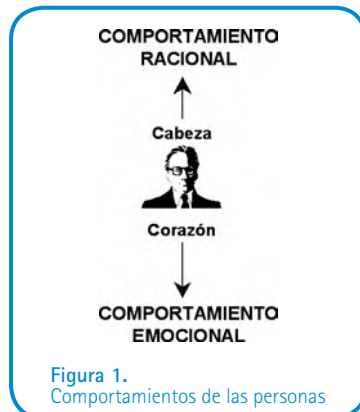 COMPORTAMIENTO
RACIONAL
Cabeza
Corazón
COMPORTAMIENTO
EMOCIONAL
Figura 1.
Comportamientos de las personas